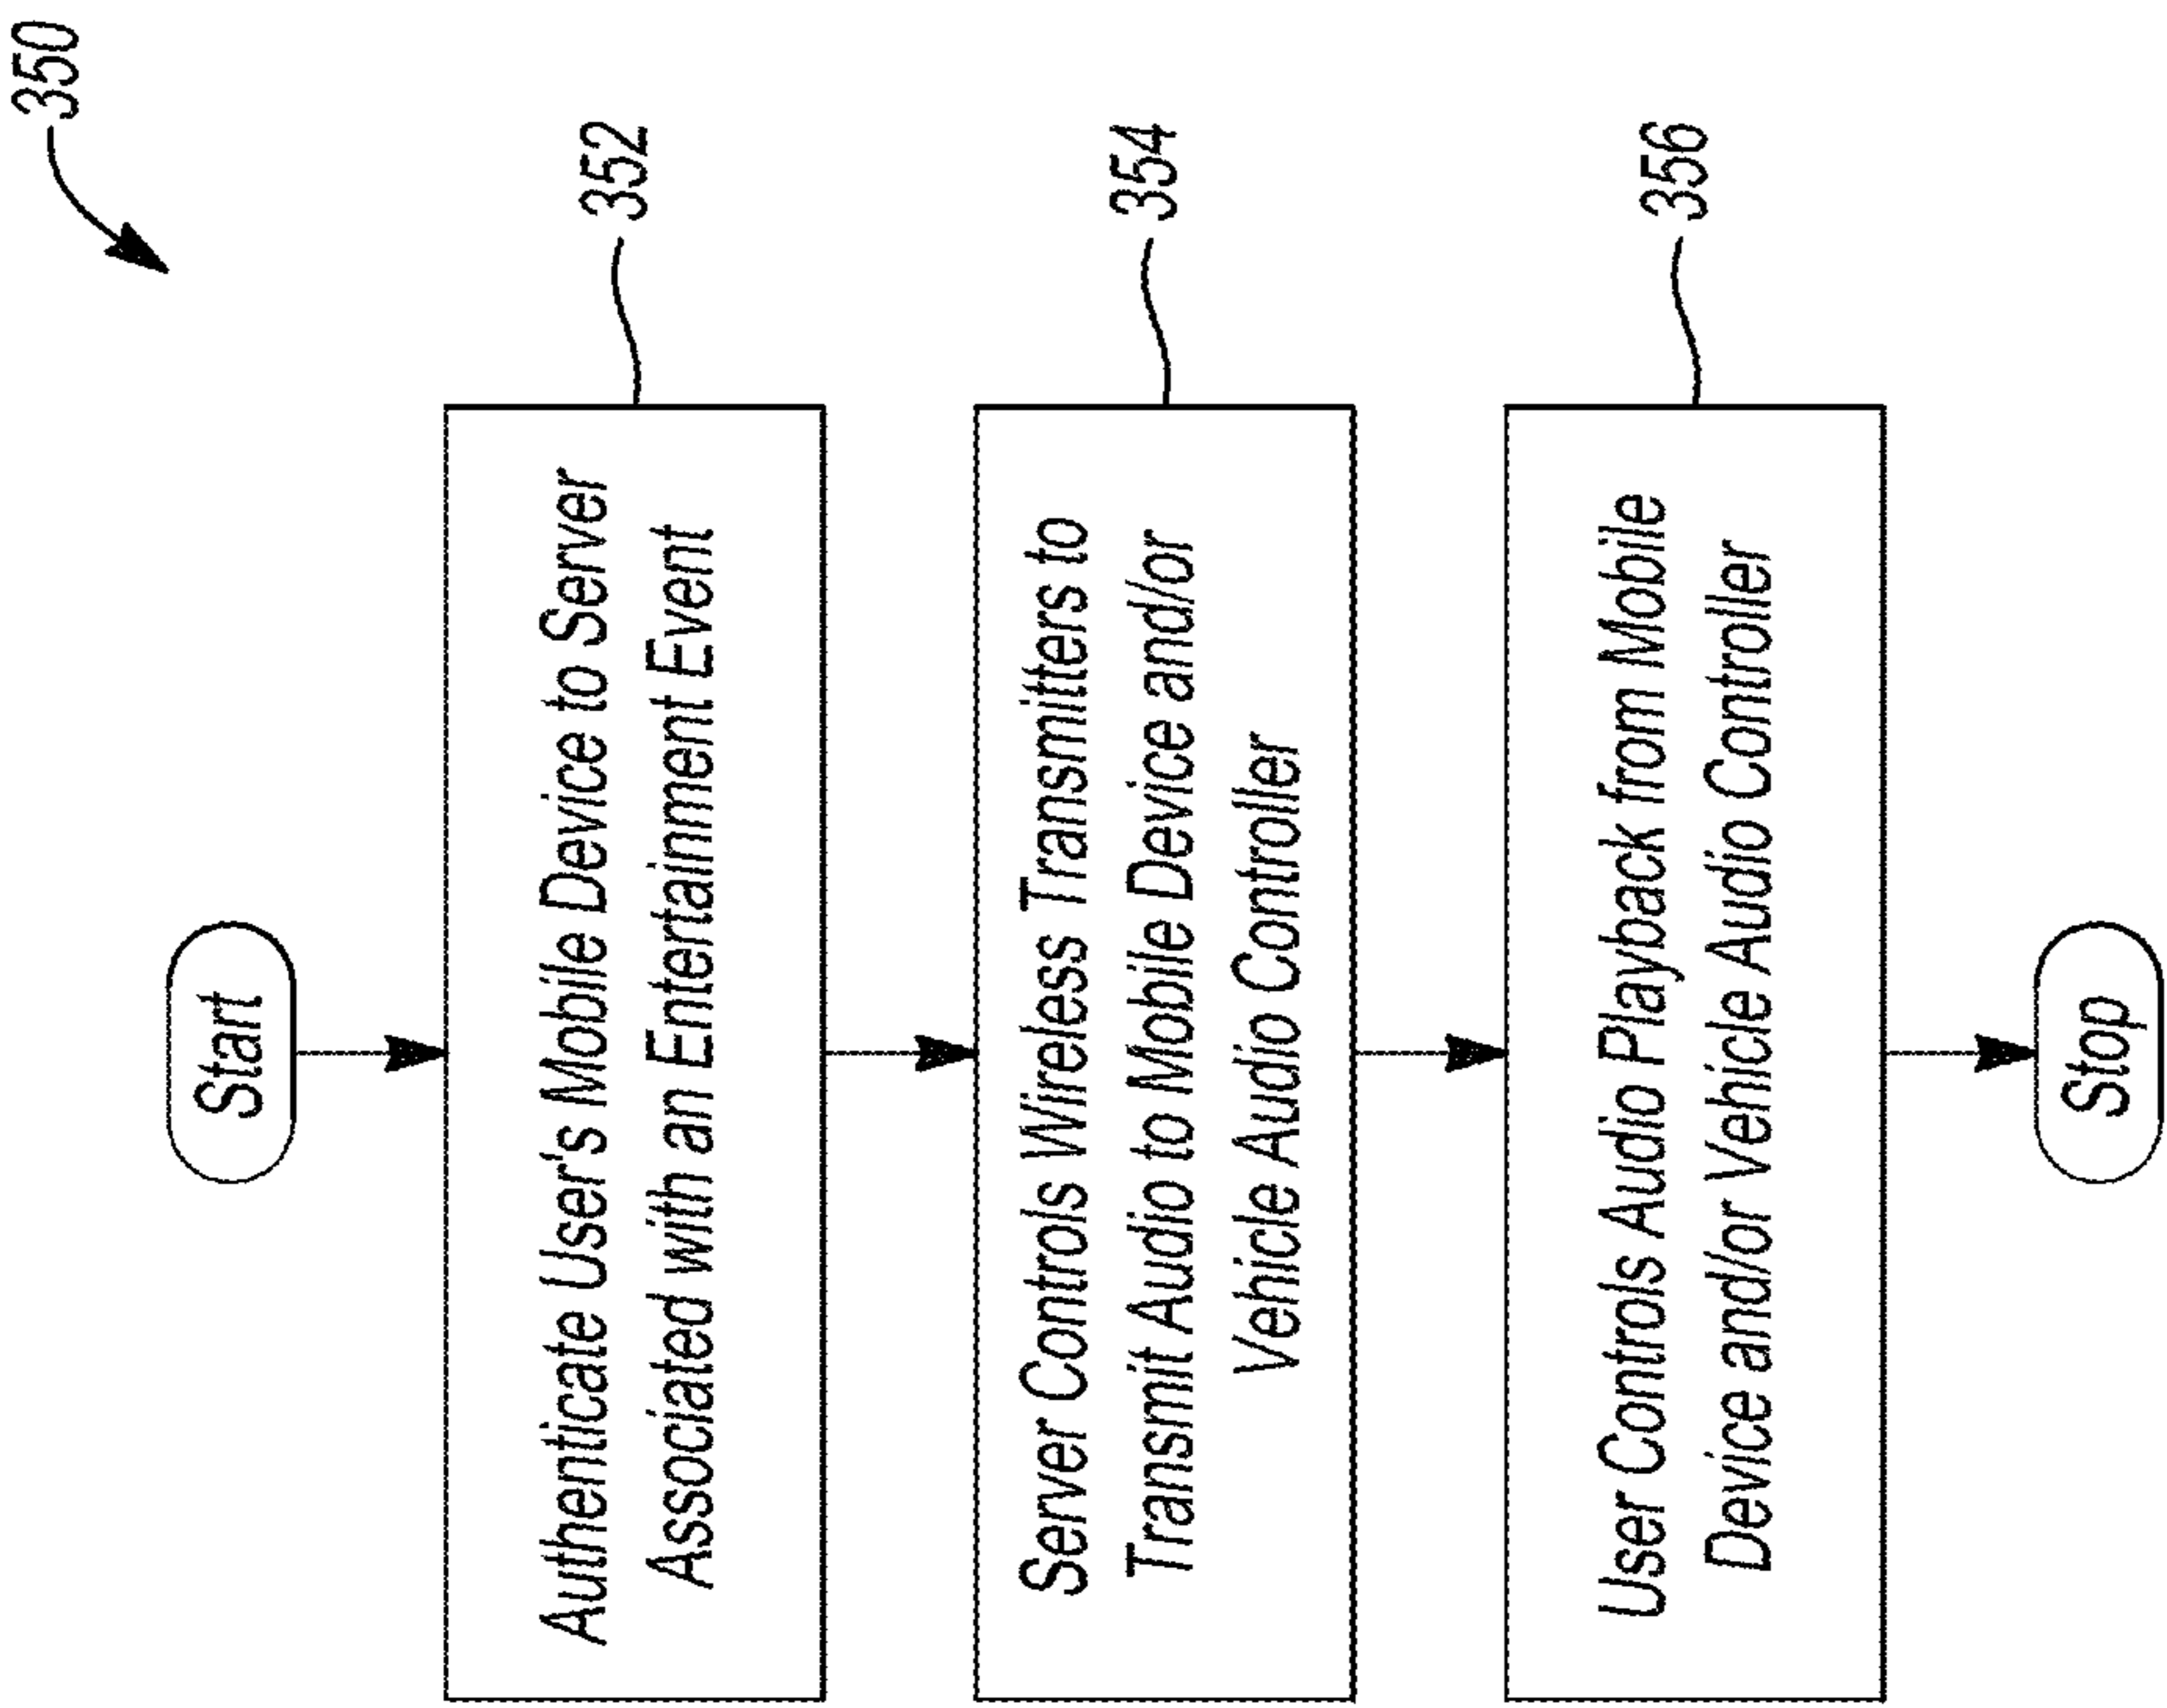 350
Start
Authenticate User's Mobile Device to Server
Associated with an Entertainment Event
352
Server Controls Wireless Transmitters to
Transmit Audio to Mobile Device and/or
Vehicle Audio Controller
354
User Controls Audio Playback from Mobile
Device and/or Vehicle Audio Controller
356
Stop